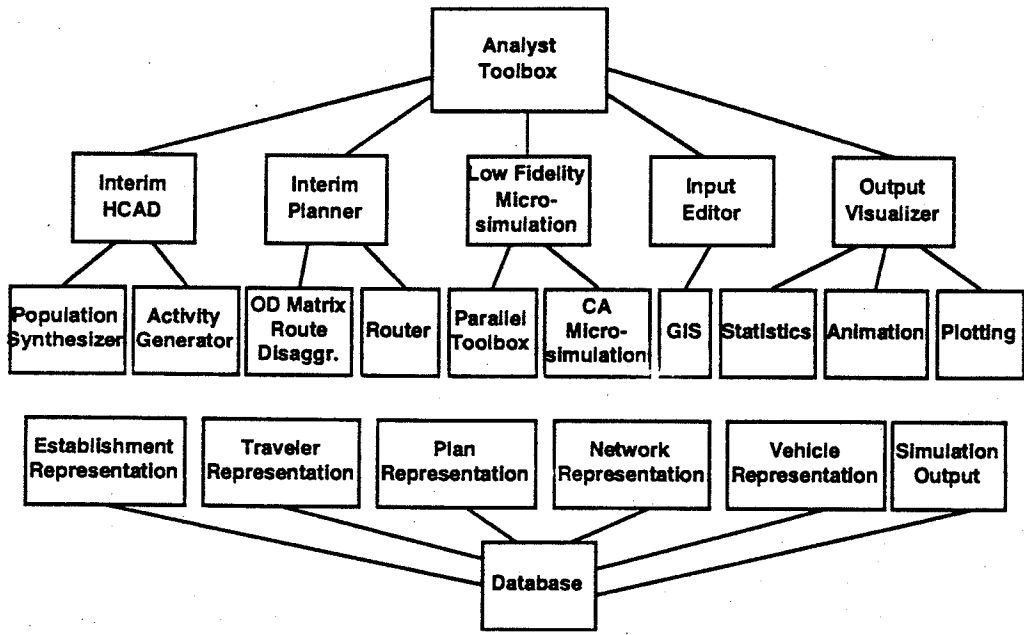 Analyst
Toolbox
Interim
HCAD
Interim
Planner
Low Fidelity
Micro-
simulation
Input
Editor
Output
Visualizer
Population
Synthesizer
Activity
Generator
OD Matrix
Route
Disaggr.
Router
Parallel
Toolbox
CA
Micro-
simulation
GIS
Statistics
Animation
Plotting
Establishment
Representation
Traveler
Representation
Plan
Representation
Network
Representation
Vehicle
Representation
Simulation
Output
Database